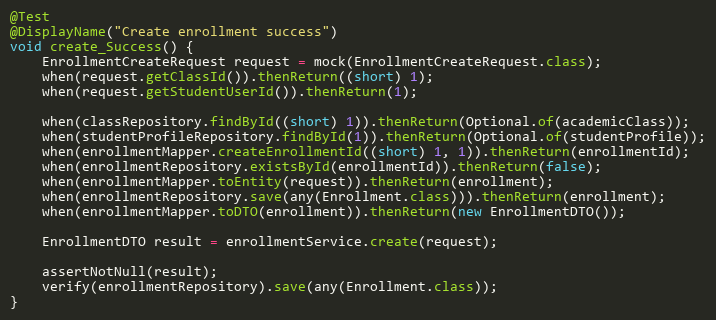 @Test
@DisplayName("Create enrollment success")
void create_Success() {
    EnrollmentCreateRequest request = mock(EnrollmentCreateRequest.class);
    when(request.getClassId()).thenReturn((short) 1);
    when(request.getStudentUserId()).thenReturn(1);

    when(classRepository.findById((short) 1)).thenReturn(Optional.of(academicClass));
    when(studentProfileRepository.findById(1)).thenReturn(Optional.of(studentProfile));
    when(enrollmentMapper.createEnrollmentId((short) 1, 1)).thenReturn(enrollmentId);
    when(enrollmentRepository.existsById(enrollmentId)).thenReturn(false);
    when(enrollmentMapper.toEntity(request)).thenReturn(enrollment);
    when(enrollmentRepository.save(any(Enrollment.class))).thenReturn(enrollment);
    when(enrollmentMapper.toDTO(enrollment)).thenReturn(new EnrollmentDTO());

    EnrollmentDTO result = enrollmentService.create(request);

    assertNotNull(result);
    verify(enrollmentRepository).save(any(Enrollment.class));
}